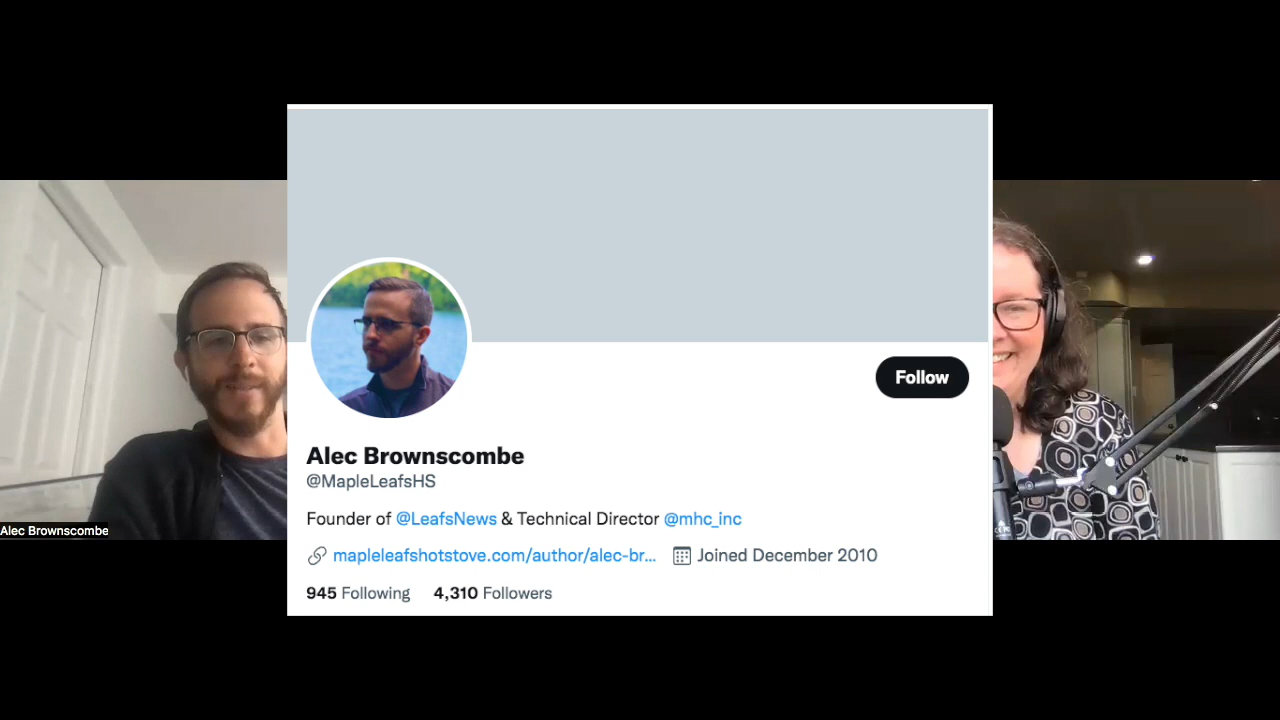 Follow
Alec Brownscombe
@MapleLeafsHS
Founder of @LeafsNews & Technical Director @mhc_inc
mapleleafshotstove.com/author/alec-br... Joined December 2010
945 Following 4,310 Followers
Alec Brownscombe